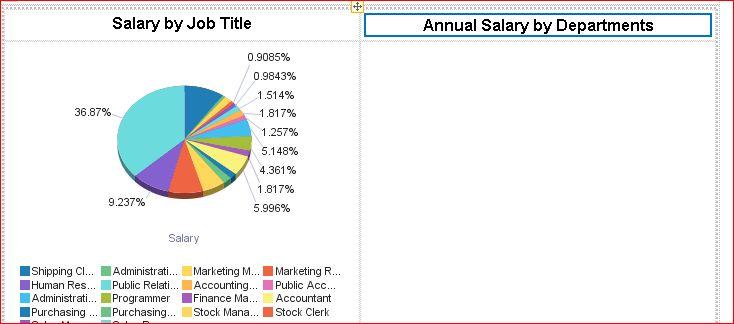 Salary by Job Title
Annual Salary by Departments
0.9085%
0.9843%
1.514%
1.817%
1.257%
5.148%
4.361%
1.817%
5.996%
36.87%
9.237%
Salary
Shipping Cl... Administrati... Marketing M... Marketing R...
Human Res... Public Relati... Accounting... Public Acc...
Administrati... Programmer Finance Ma... Accountant
Purchasing ... Purchasing... Stock Mana... Stock Clerk